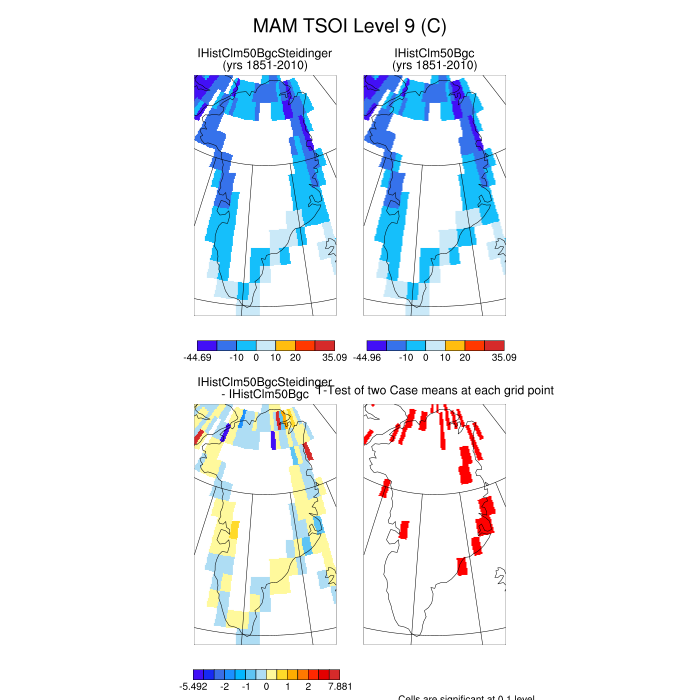 MAM TSOI Level 9 (C)
IHistClm50BgcSteidinger
(yrs 1851-2010)
IHistClm50Bgc
(yrs 1851-2010)
-44.69 -10 0 10 20 35.09
-44.96 -10 0 10 20 35.09
IHistClm50BgcSteidinger
- IHistClm50Bgc
T-Test of two Case means at each grid point
-5.492 -2 -1 0 1 2 7.881
Cells are significant at 0.1 level